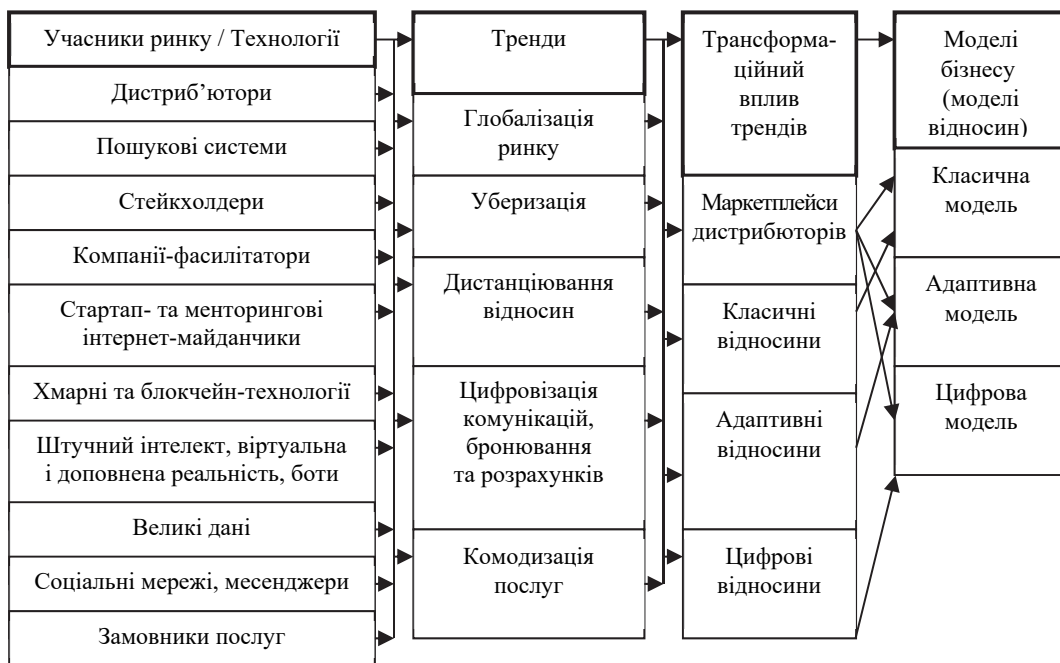 Учасники ринку / Технології
Дистриб’ютори
Пошукові системи
Стейкхолдери
Компанії-фасилітатори
Стартап- та менторингові
інтернет-майданчики
Хмарні та блокчейн-технології
Штучний інтелект, віртуальна
і доповнена реальність, боти
Великі дані
Соціальні мережі, месенджери
Замовники послуг
Тренди
Глобалізація
ринку
Уберизація
Дистанціювання
відносин
Цифровізація
комунікацій,
бронювання
та розрахунків
Комодизація
послуг
Трансформа-
ційний
вплив
трендів
Маркетплейси
дистрибюторів
Класичні
відносини
Адаптивні
відносини
Цифрові
відносини
Моделі
бізнесу
(моделі
відносин)
Класична
модель
Адаптивна
модель
Цифрова
модель